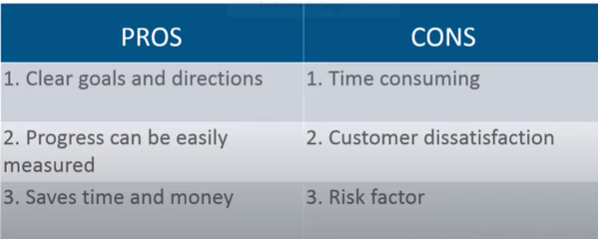 PROS CONS
1. Clear goals and directions 1. Time consuming
2. Progress can be easily 2. Customer dissatisfaction
measured
3. Saves time and money 3. Risk factor